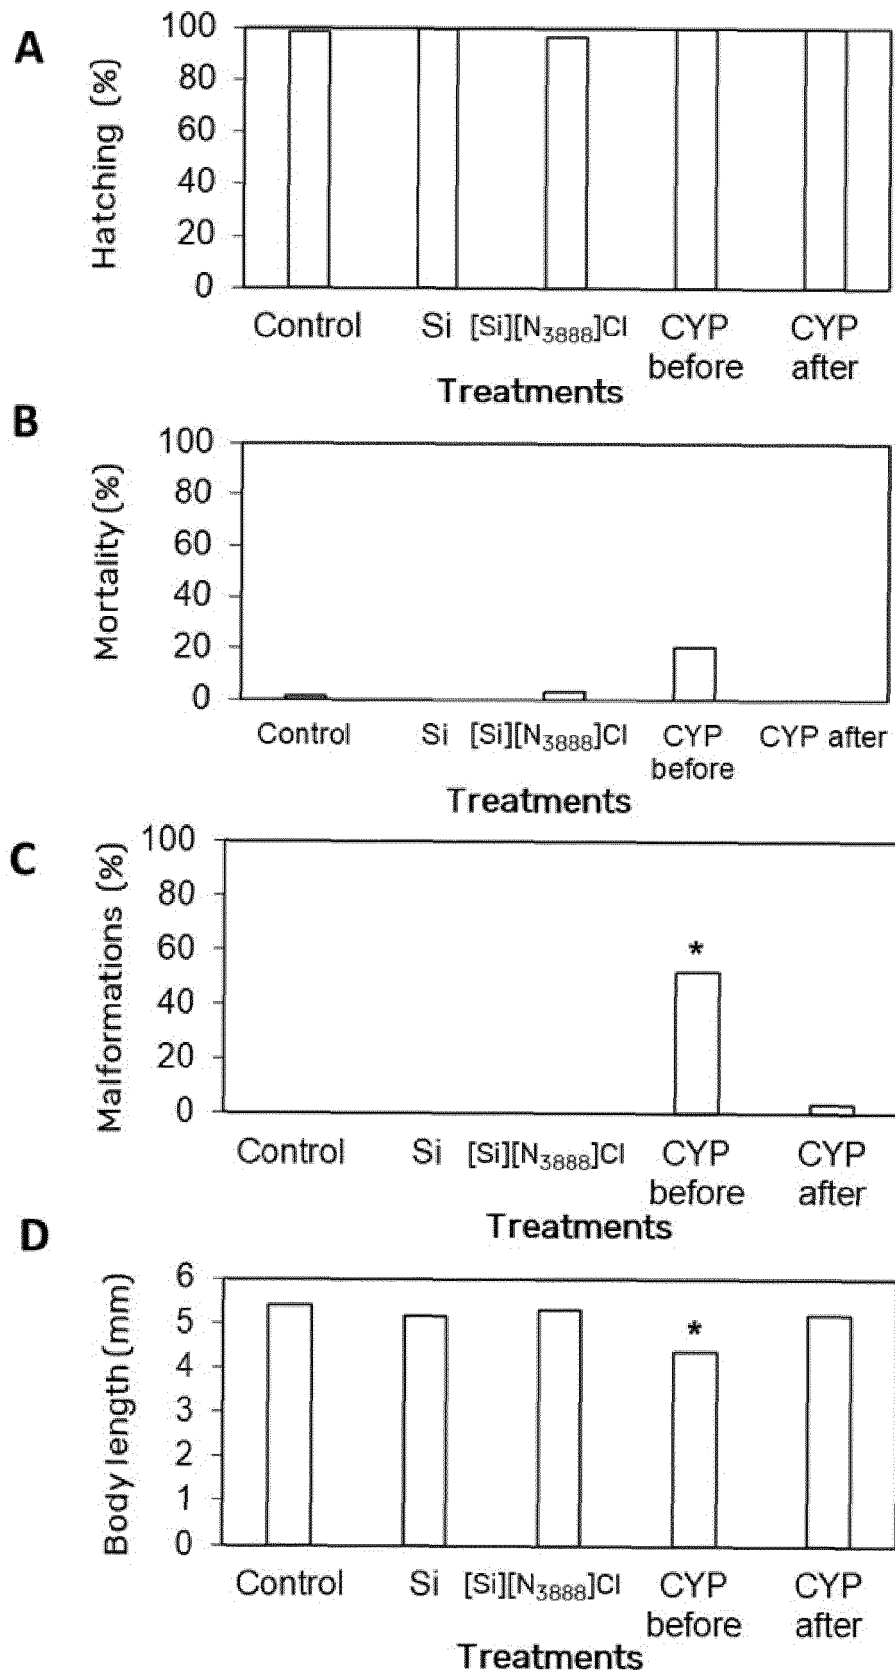 A
Hatching (%)
100
80
60
40
20
0
Control Si [Si][N3888]Cl CYP before CYP after
Treatments
B
Mortality (%)
100
80
60
40
20
0
Control Si [Si][N3888]Cl CYP before CYP after
Treatments
C
Malformations (%)
100
80
60
40
20
0
*
Control Si [Si][N3888]Cl CYP before CYP after
Treatments
D
Body length (mm)
6
5
4
3
2
1
0
*
Control Si [Si][N3888]Cl CYP before CYP after
Treatments